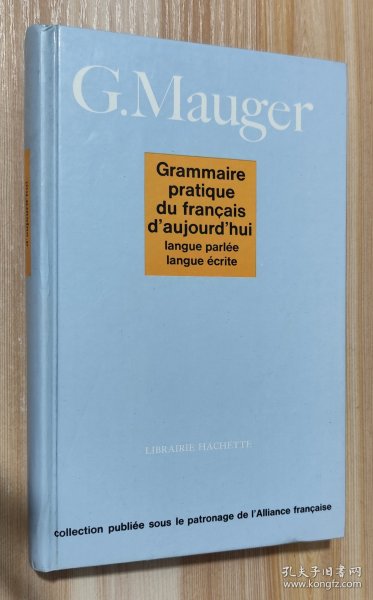 G.Mauger
Grammaire
pratique
du français
d'aujourd'hui
langue parlée
langue écrite
LIBRAIRIE HACHETTE
collection publiée sous le patronage de l'Alliance française
孔夫子旧书网
www.kongfz.com